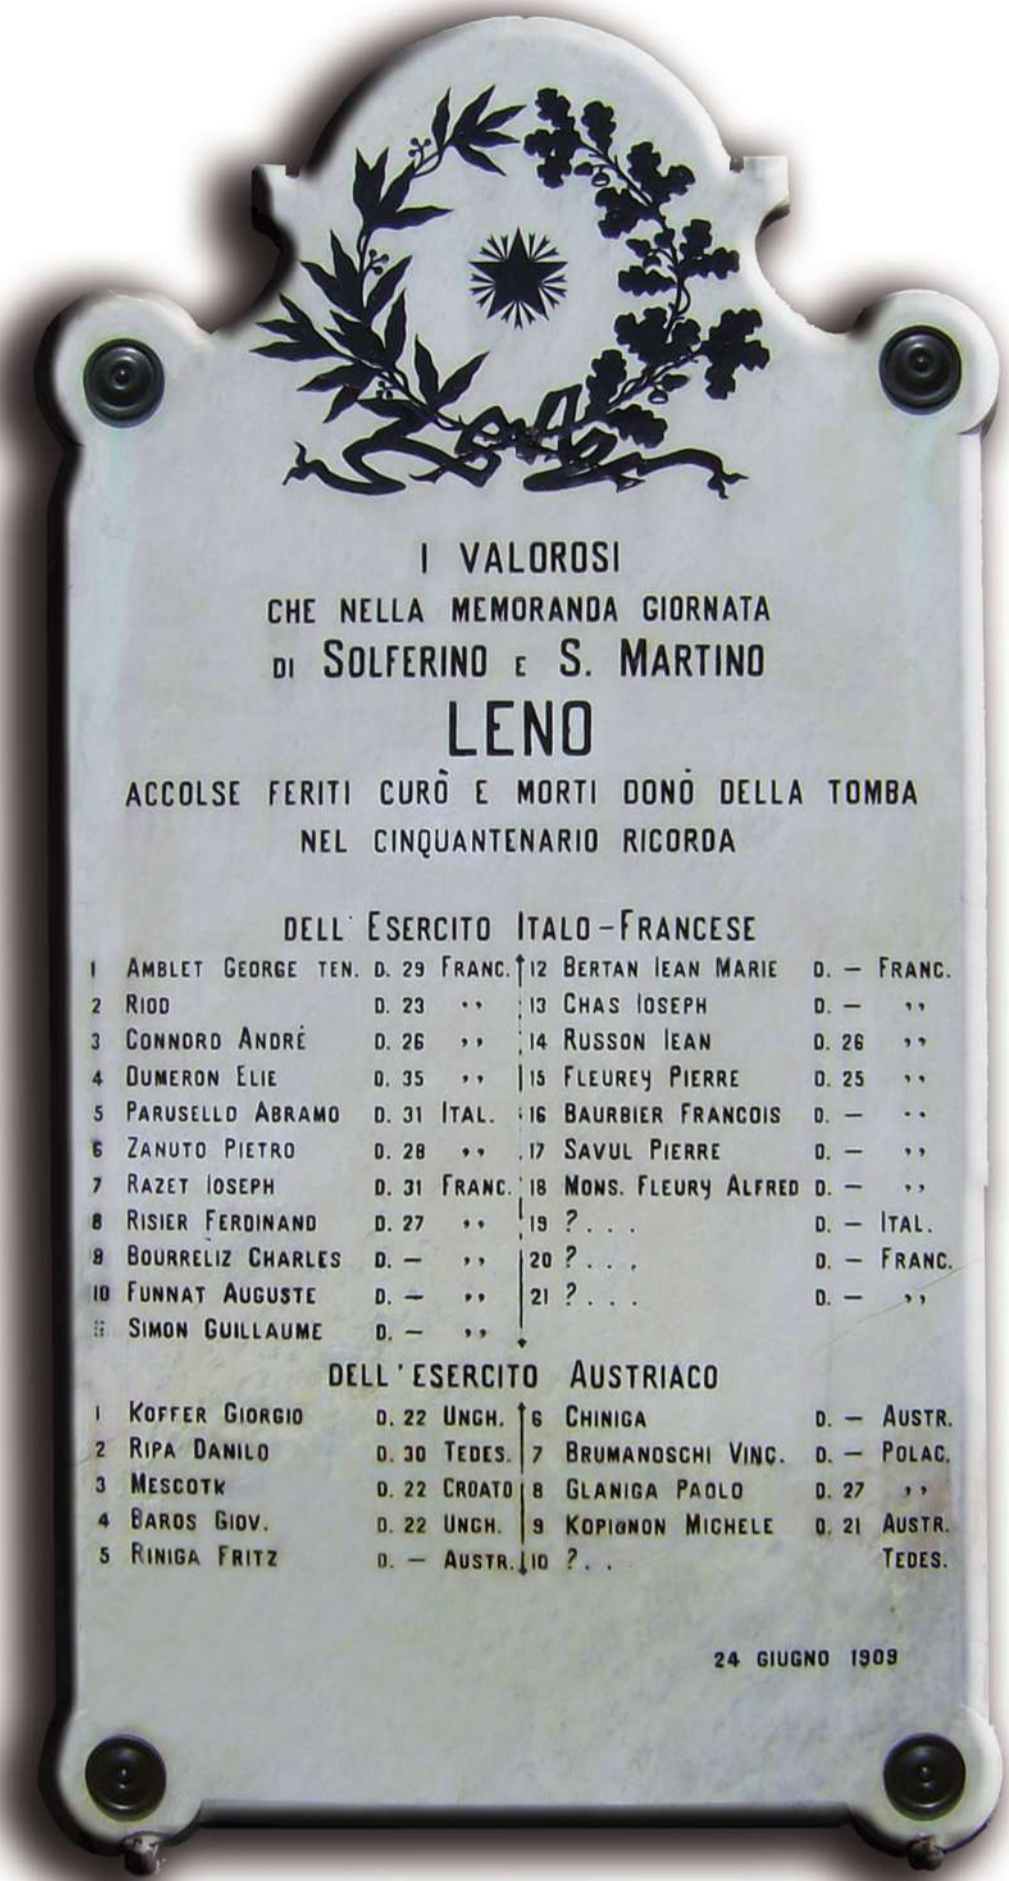 I VALOROSI
CHE NELLA MEMORANDA GIORNATA
DI SOLFERINO E S. MARTINO
LENO
ACCOLSE FERITI CURÒ E MORTI DONÒ DELLA TOMBA
NEL CINQUANTENARIO RICORDA
DELL' ESERCITO ITALO-FRANCESE
1 AMBLET GEORGE TEN. D. 29 FRANC.
2 RIOD D. 23 ,,
3 CONNORD ANDRÉ D. 26 ,,
4 DUMERON ELIE D. 35 ,,
5 PARUSELLO ABRAMO D. 31 ITAL.
6 ZANUTO PIETRO D. 28 ,,
7 RAZET IOSEPH D. 31 FRANC.
8 RISIER FERDINAND D. 27 ,,
9 BOURRELIZ CHARLES D. – ,,
10 FUNNAT AUGUSTE D. – ,,
11 SIMON GUILLAUME D. – ,,
12 BERTAN IEAN MARIE D. – FRANC.
13 CHAS IOSEPH D. – ,,
14 RUSSON IEAN D. 26 ,,
15 FLEUREY PIERRE D. 25 ,,
16 BAURBIER FRANCOIS D. – ,,
17 SAVUL PIERRE D. – ,,
18 MONS. FLEURY ALFRED D. – ,,
19 ?... D. – ITAL.
20 ?... D. – FRANC.
21 ?... D. – ,,
DELL'ESERCITO AUSTRIACO
1 KOFFER GIORGIO D. 22 UNGH.
2 RIPA DANILO D. 30 TEDES.
3 MESCOTK D. 22 CROATO
4 BAROS GIOV. D. 22 UNGH.
5 RINIGA FRITZ D. – AUSTR.
6 CHINIGA D. – AUSTR.
7 BRUMANOSCHI VINC. D. – POLAC.
8 GLANIGA PAOLO D. 27 ,,
9 KOPIGNON MICHELE D. 21 AUSTR.
10 ?.. TEDES.
24 GIUGNO 1909